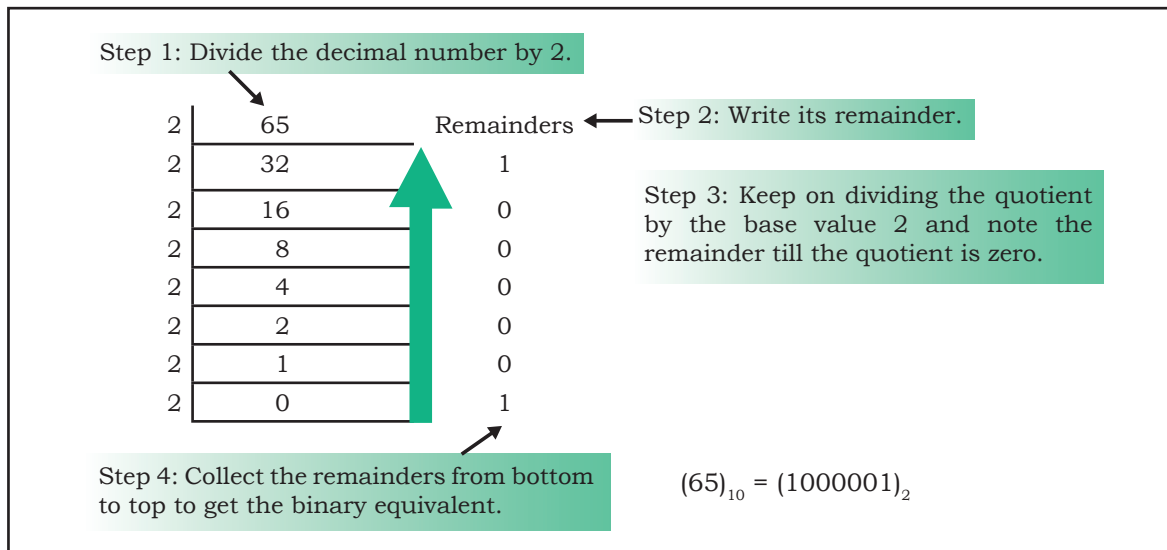 Step 1: Divide the decimal number by 2.
2 65 Remainders
Step 2: Write its remainder.
2 32 1
2 16 0
2 8 0
2 4 0
2 2 0
2 1 0
2 0 1
Step 3: Keep on dividing the quotient
by the base value 2 and note the
remainder till the quotient is zero.
Step 4: Collect the remainders from bottom
to top to get the binary equivalent.
(65)₁₀ = (1000001)₂